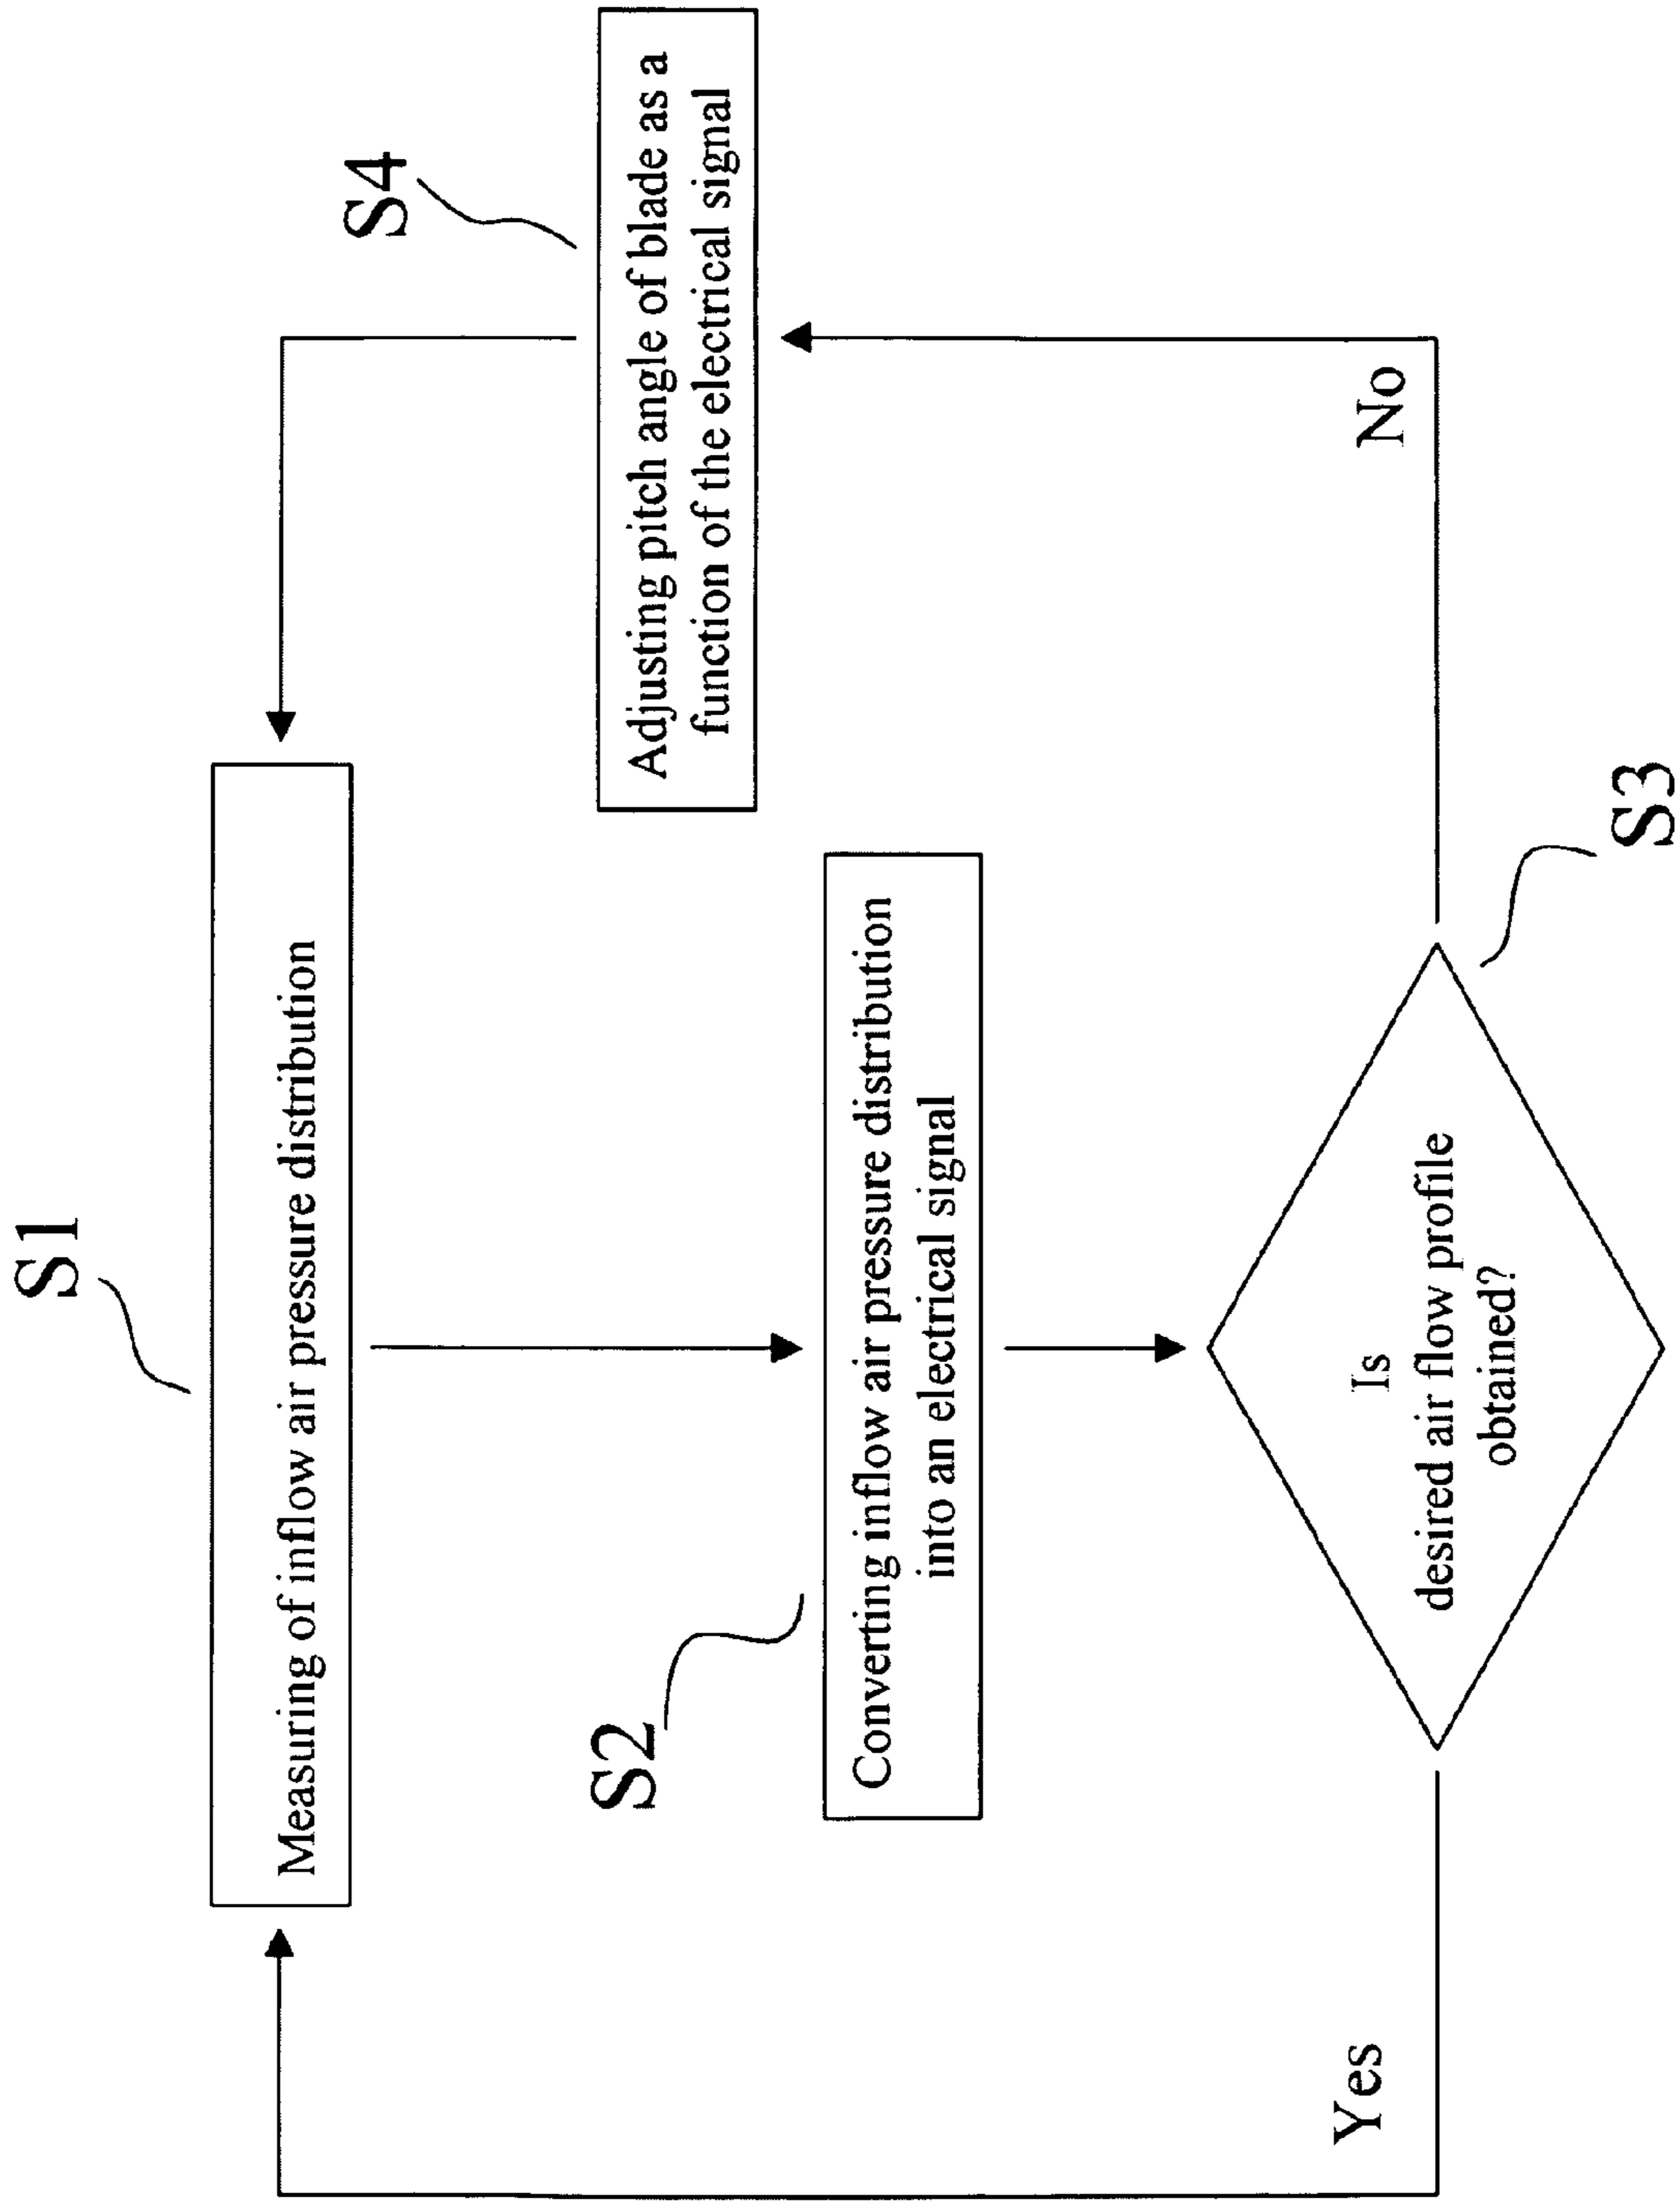 S1
Measuring of inflow air pressure distribution
S2
Converting inflow air pressure distribution
into an electrical signal
S4
Adjusting pitch angle of blade as a
function of the electrical signal
Is
desired air flow profile
obtained?
S3
Yes
No